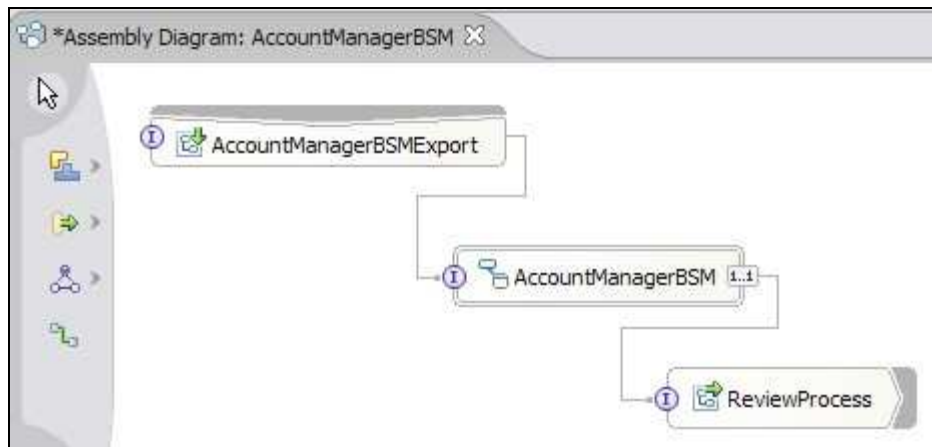 *Assembly Diagram: AccountManagerBSM
I AccountManagerBSMExport
I AccountManagerBSM 1..1
I ReviewProcess